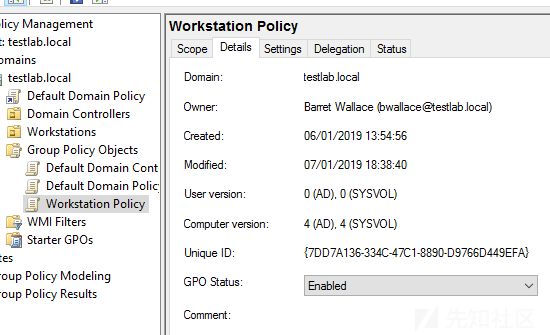 olicy Management
t: testlab.local
omains
testlab.local
Default Domain Policy
Domain Controllers
Workstations
Group Policy Objects
Default Domain Cont
Default Domain Policy
Workstation Policy
WMI Filters
Starter GPOs
tes
roup Policy Modeling
roup Policy Results
Workstation Policy
Scope Details Settings Delegation Status
Domain: testlab.local
Owner: Barret Wallace (bwallace@testlab.local)
Created: 06/01/2019 13:54:56
Modified: 07/01/2019 18:38:40
User version: 0 (AD), 0 (SYSVOL)
Computer version: 4 (AD), 4 (SYSVOL)
Unique ID: {7DD7A136-334C-47C1-8890-D9766D449EFA}
GPO Status: Enabled
Comment:
先知社区